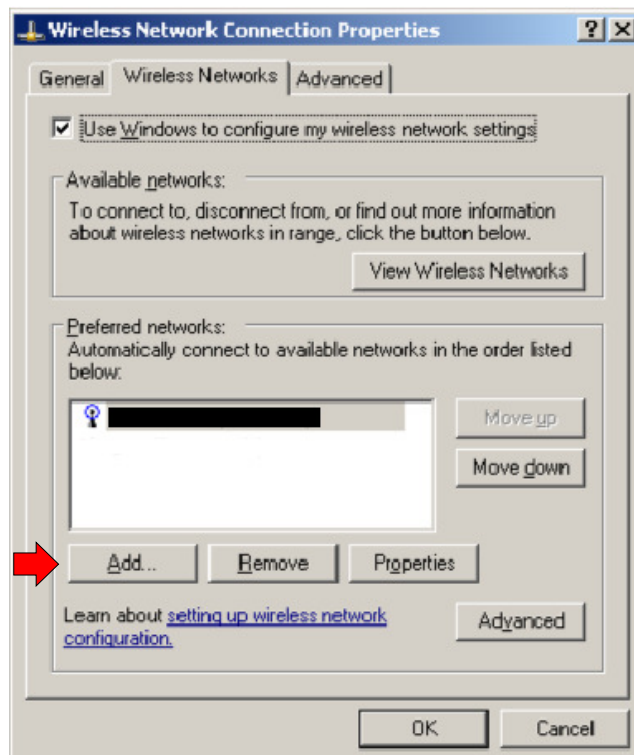 Wireless Network Connection Properties
General Wireless Networks Advanced
Use Windows to configure my wireless network settings
Available networks:
To connect to, disconnect from, or find out more information
about wireless networks in range, click the button below.
View Wireless Networks
Preferred networks:
Automatically connect to available networks in the order listed
below:
Move up
Move down
Add... Remove Properties
Learn about setting up wireless network
configuration.
Advanced
OK Cancel